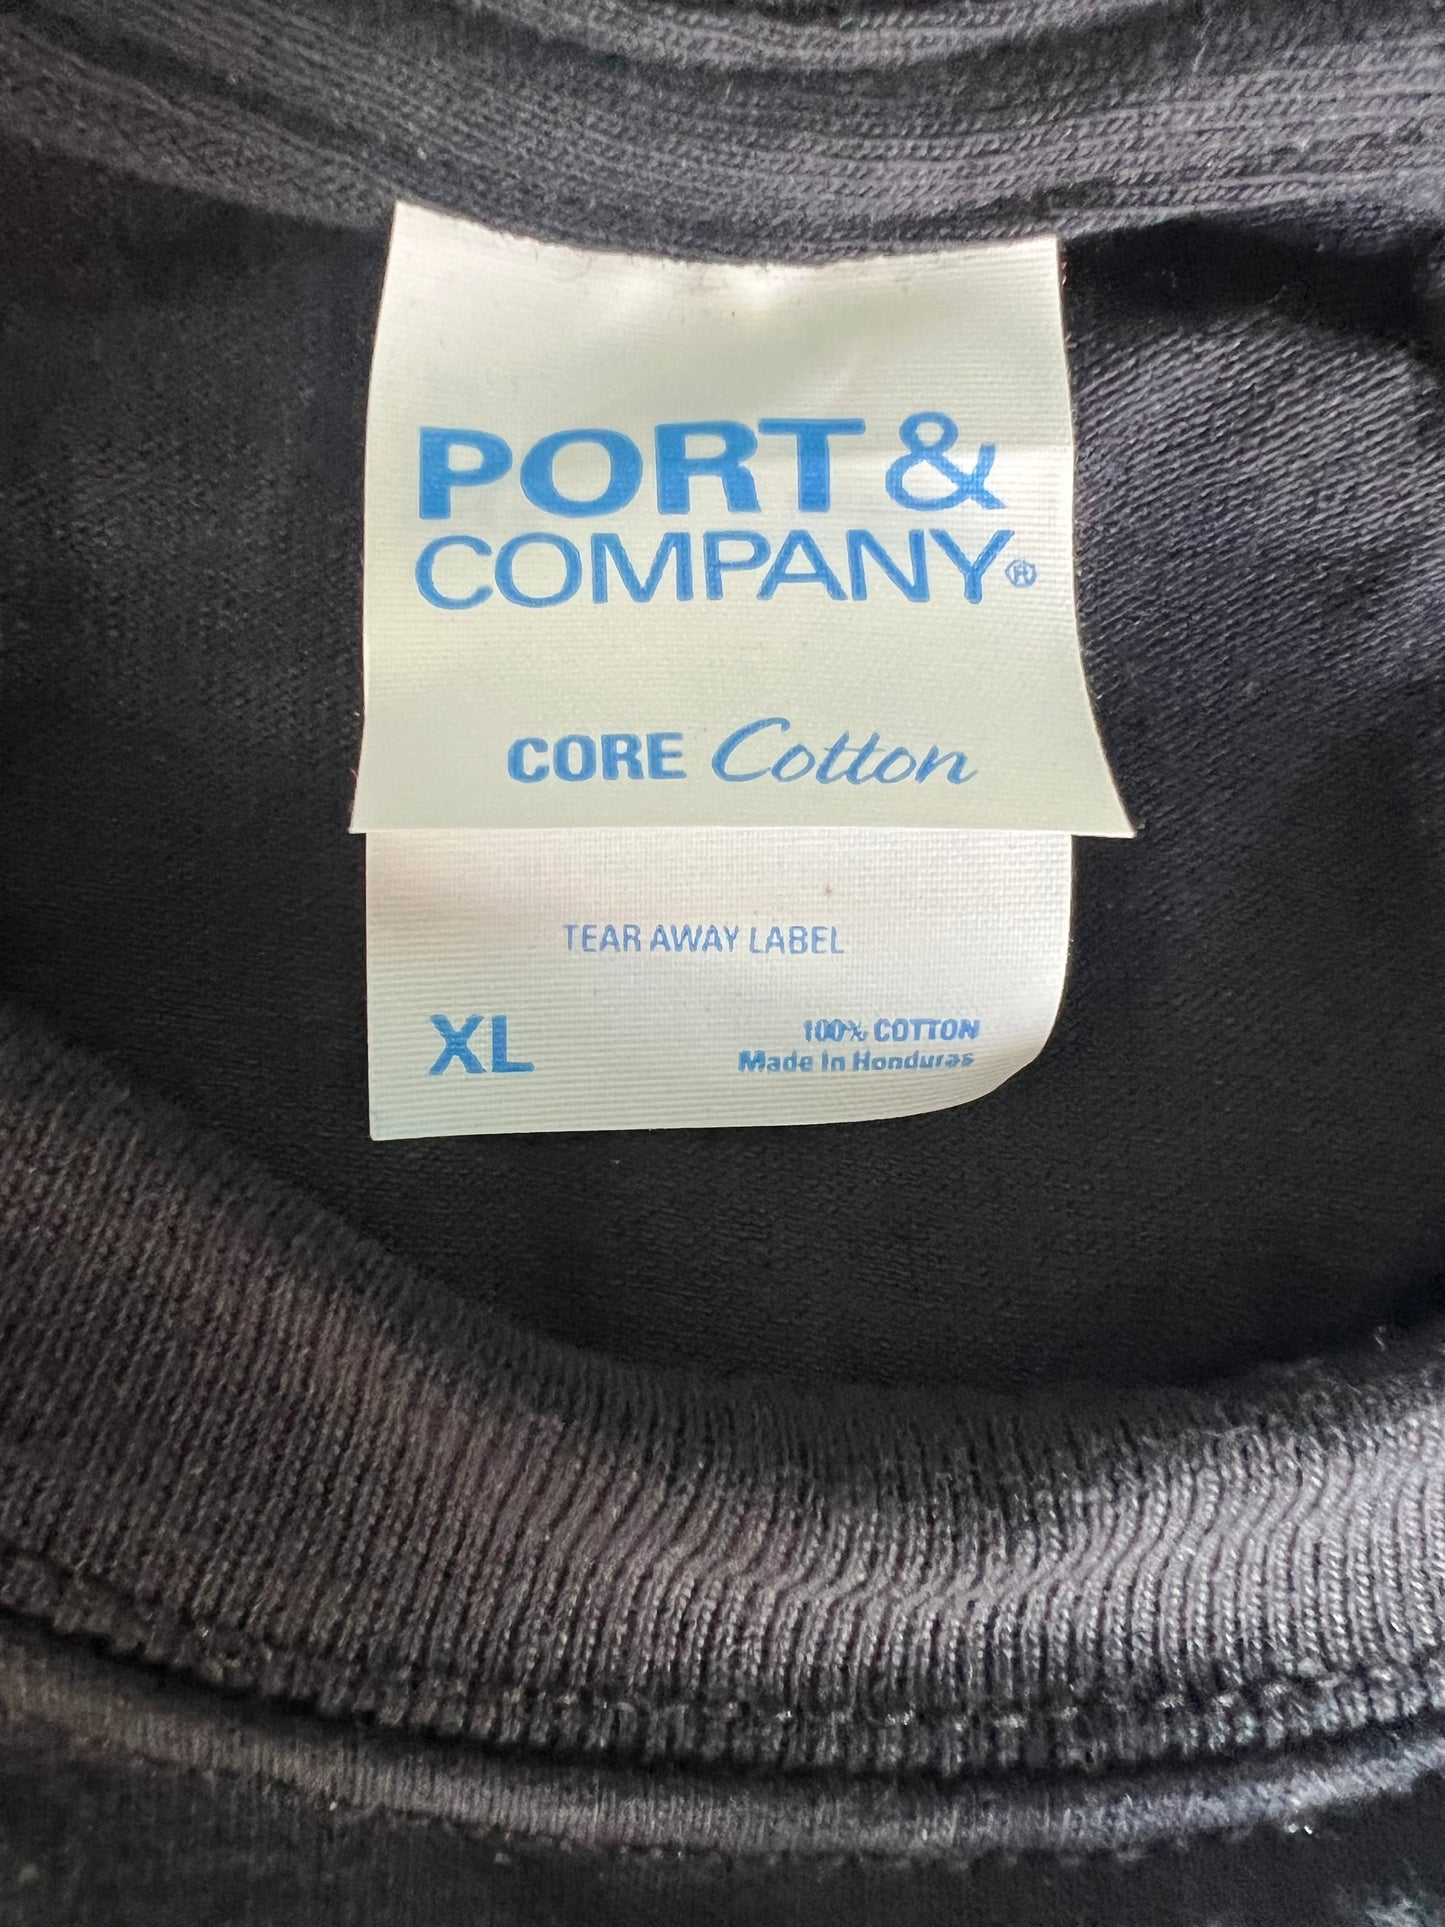 PORT &
COMPANY®
CORE Cotton
TEAR AWAY LABEL
XL
100% COTTON
Made In Honduras